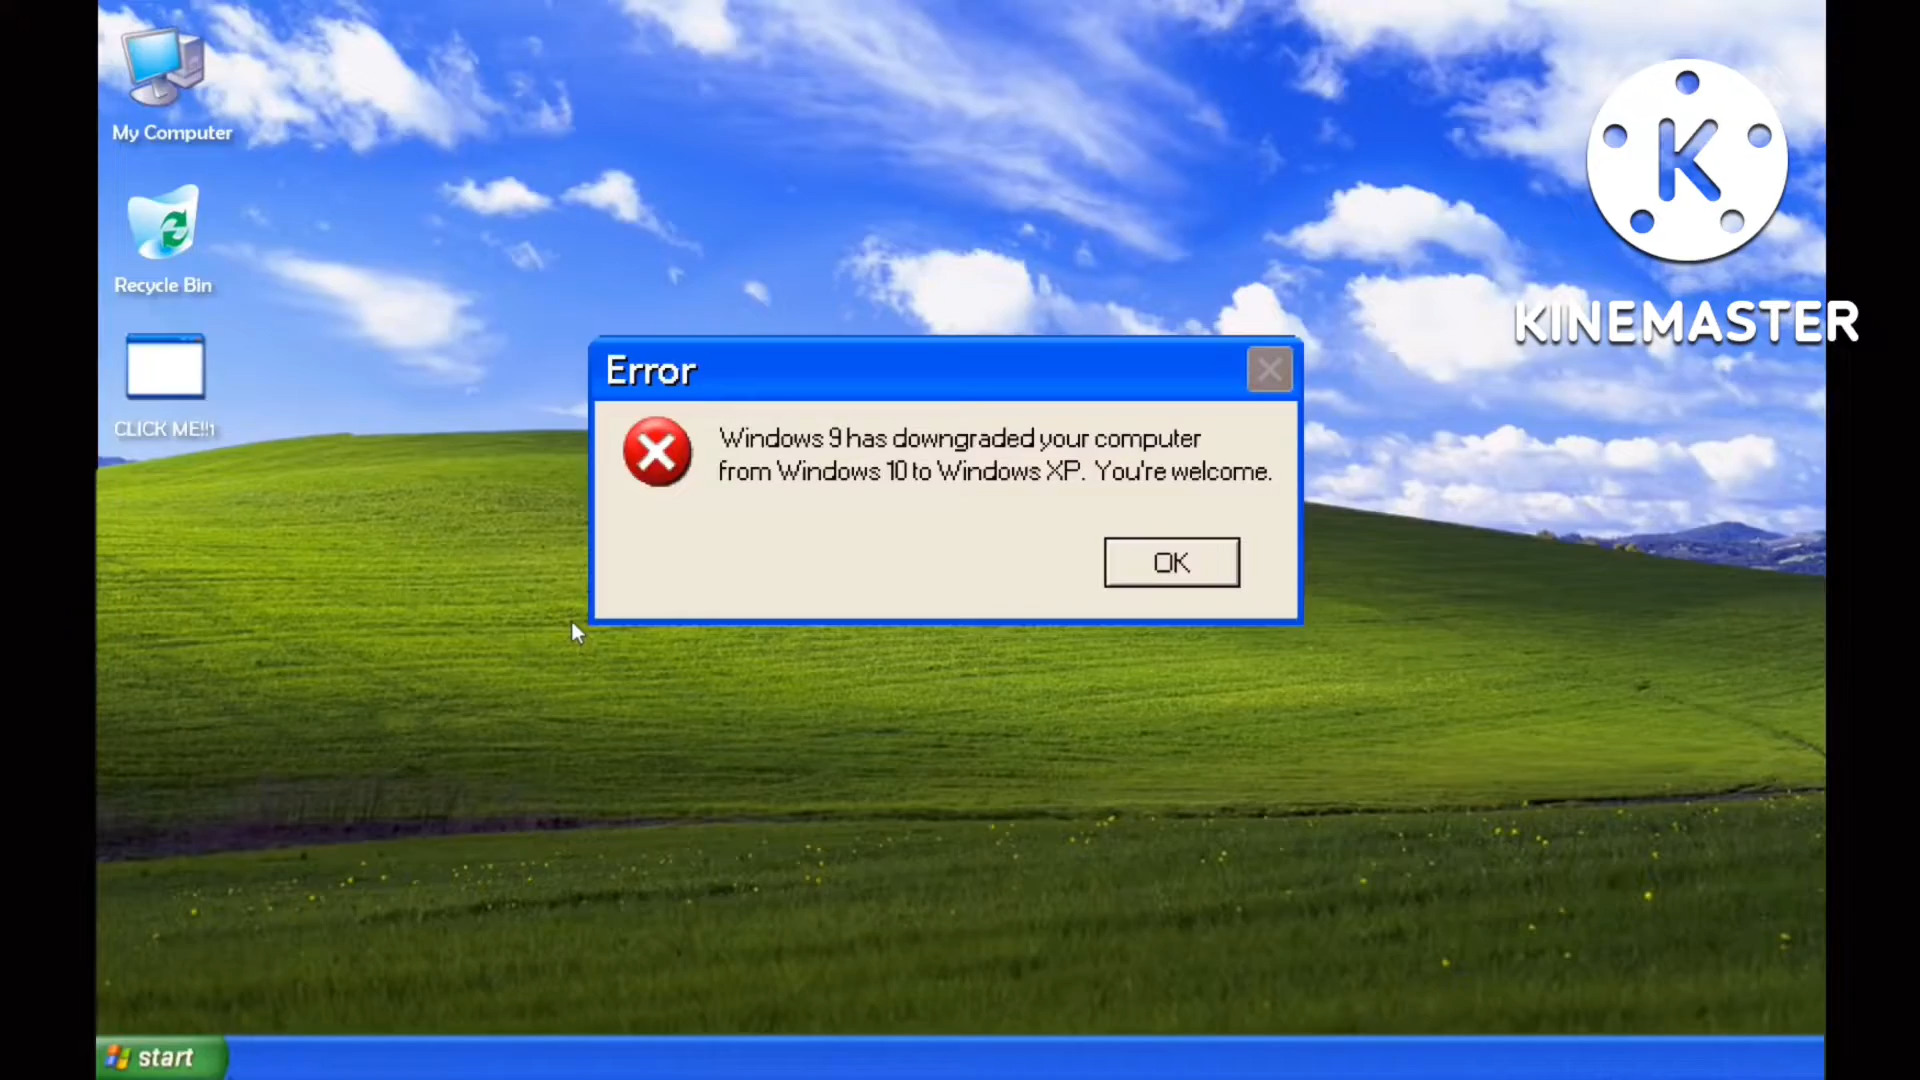 My Computer
Recycle Bin
CLICK ME!!1
K
KINEMASTER
Error
Windows 9 has downgraded your computer
from Windows 10 to Windows XP. You're welcome.
OK
start